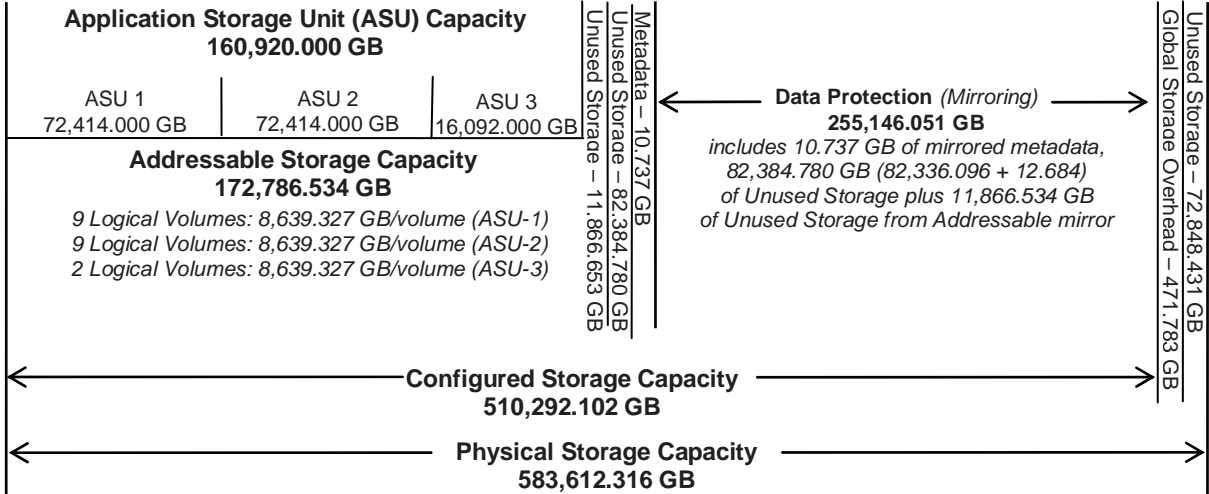 Application Storage Unit (ASU) Capacity
160,920.000 GB
ASU 1
72,414.000 GB
ASU 2
72,414.000 GB
ASU 3
16,092.000 GB
Addressable Storage Capacity
172,786.534 GB
9 Logical Volumes: 8,639.327 GB/volume (ASU-1)
9 Logical Volumes: 8,639.327 GB/volume (ASU-2)
2 Logical Volumes: 8,639.327 GB/volume (ASU-3)
Unused Storage – 11.866.653 GB
Unused Storage - 82.384.780 GB
Metadata – 10.737 GB
Data Protection (Mirroring)
255,146.051 GB
includes 10.737 GB of mirrored metadata,
82,384.780 GB (82,336.096 + 12.684)
of Unused Storage plus 11,866.534 GB
of Unused Storage from Addressable mirror
Global Storage Overhead – 471.783 GB
Unused Storage – 72.848.431 GB
Configured Storage Capacity
510,292.102 GB
Physical Storage Capacity
583,612.316 GB